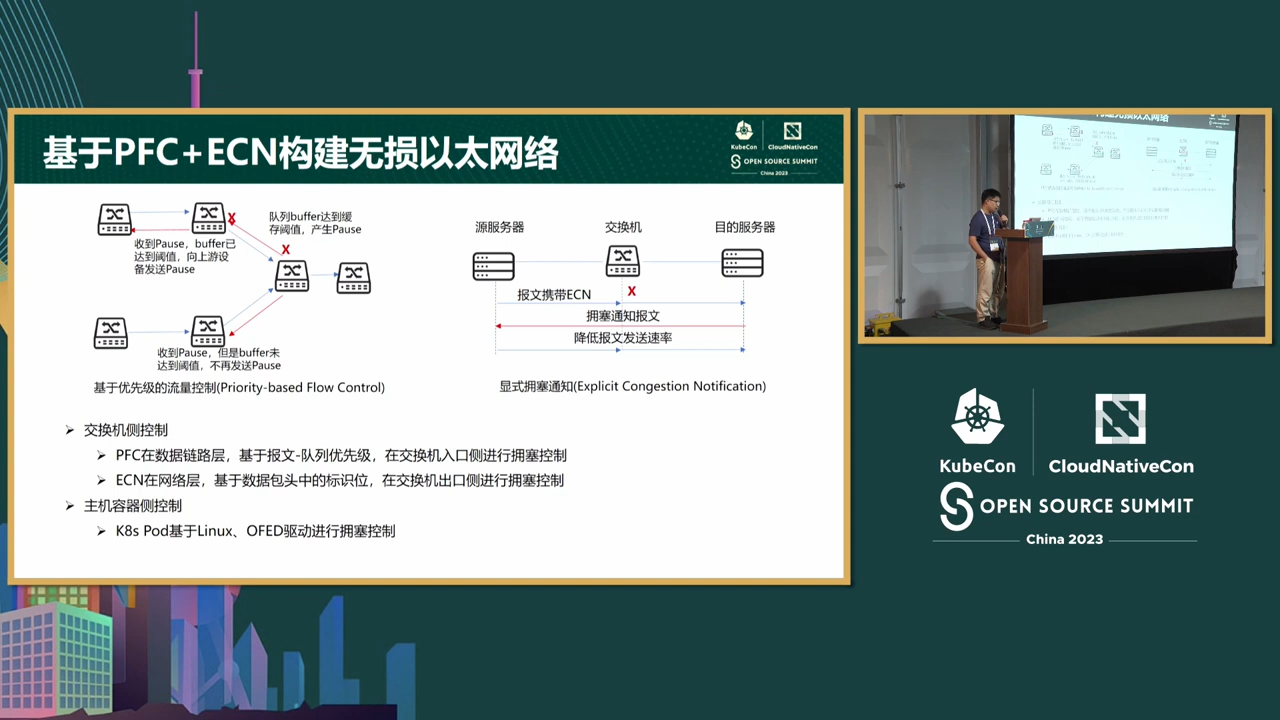 基于PFC+ECN构建无损以太网络
KubeCon
CloudNativeCon
OPEN SOURCE SUMMIT
China 2023
队列buffer达到缓
存阈值，产生Pause
收到Pause，buffer已
达到阈值，向上游设
备发送Pause
X
X
收到Pause，但是buffer未
达到阈值，不再发送Pause
基于优先级的流量控制(Priority-based Flow Control)
源服务器
交换机
目的服务器
报文携带ECN
X
拥塞通知报文
降低报文发送速率
显式拥塞通知(Explicit Congestion Notification)
➢ 交换机侧控制
➢ PFC在数据链路层，基于报文-队列优先级，在交换机入口侧进行拥塞控制
➢ ECN在网络层，基于数据包头中的标识位，在交换机出口侧进行拥塞控制
➢ 主机容器侧控制
➢ K8s Pod基于Linux、OFED驱动进行拥塞控制
KubeCon
CloudNativeCon
OPEN SOURCE SUMMIT
China 2023